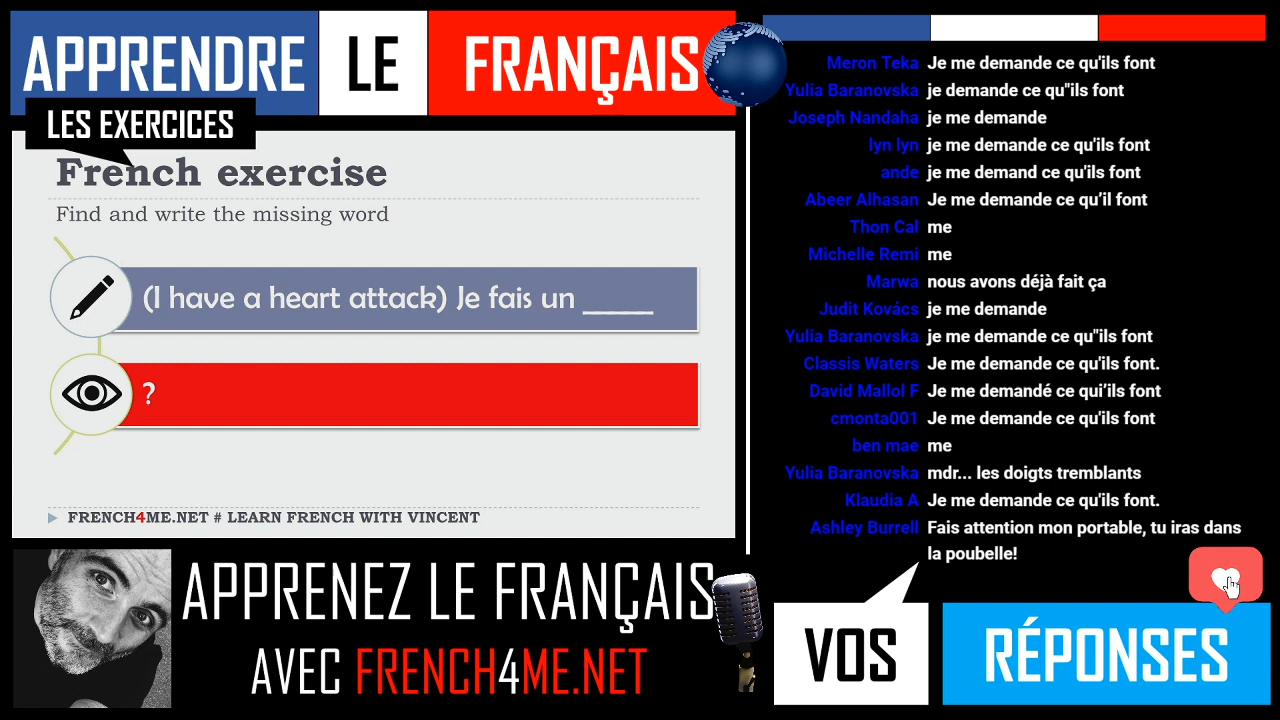 APPRENDRE LE FRANÇAIS
LES EXERCICES
French exercise
Find and write the missing word
(I have a heart attack) Je fais un _____
?
FRENCH4ME.NET # LEARN FRENCH WITH VINCENT
APPRENEZ LE FRANÇAIS
AVEC FRENCH4ME.NET
Meron Teka Je me demande ce qu'ils font
Yulia Baranovska je demande ce qu"ils font
Joseph Nandaha je me demande
lyn lyn je me demande ce qu'ils font
ande je me demand ce qu'ils font
Abeer Alhasan Je me demande ce qu’il font
Thon Cal me
Michelle Remi me
Marwa nous avons déjà fait ça
Judit Kovács je me demande
Yulia Baranovska je me demande ce qu"ils font
Classis Waters Je me demande ce qu'ils font.
David Mallol F Je me demandé ce qui’ils font
cmonta001 Je me demande ce qu'ils font
ben mae me
Yulia Baranovska mdr... les doigts tremblants
Klaudia A Je me demande ce qu'ils font.
Ashley Burrell Fais attention mon portable, tu iras dans
la poubelle!
VOS RÉPONSES